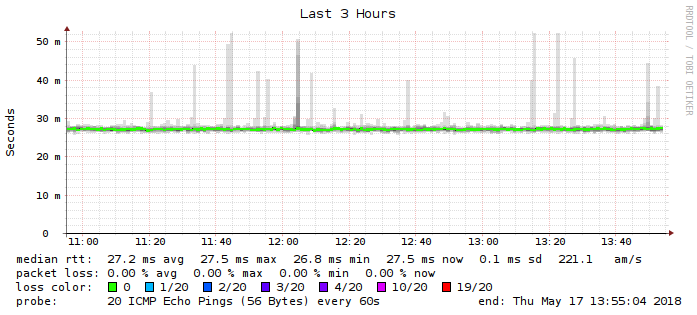 Last 3 Hours
RRDTOOL / TOBI OETIKER
Seconds
50 m
40 m
30 m
20 m
10 m
0
11:00 11:20 11:40 12:00 12:20 12:40 13:00 13:20 13:40
median rtt: 27.2 ms avg 27.5 ms max 26.8 ms min 27.5 ms now 0.1 ms sd 221.1 am/s
packet loss: 0.00 % avg 0.00 % max 0.00 % min 0.00 % now
loss color: 0 1/20 2/20 3/20 4/20 10/20 19/20
probe: 20 ICMP Echo Pings (56 Bytes) every 60s end: Thu May 17 13:55:04 2018